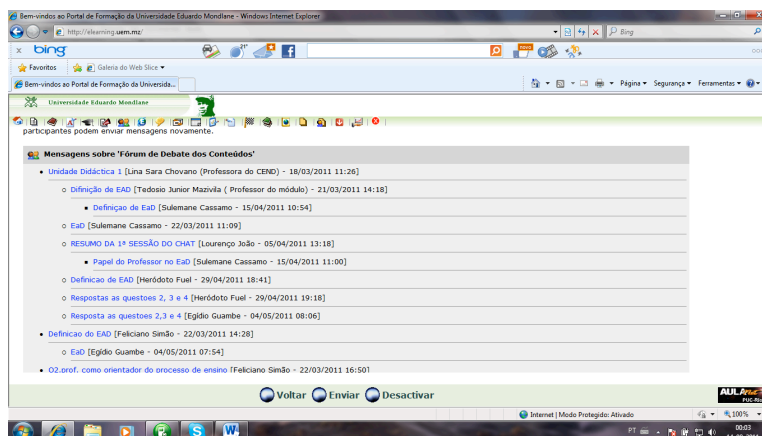 Bem-vindos ao Portal de Formação da Universidade Eduardo Mondlane - Windows Internet Explorer
http://elearning.uem.mz/
Bing
x bing 21° NOVO
Favoritos Galeria do Web Slice
Bem-vindos ao Portal de Formação da Universida...
Página Segurança Ferramentas
Universidade Eduardo Mondlane
participantes podem enviar mensagens novamente.
Mensagens sobre 'Fórum de Debate dos Conteúdos'
Unidade Didáctica 1 [Lina Sara Chovano (Professora do CEND) - 18/03/2011 11:26]
Difinição de EAD [Tedosio Junior Mazivila ( Professor do módulo) - 21/03/2011 14:18]
Definiçao de EaD [Sulemane Cassamo - 15/04/2011 10:54]
EaD [Sulemane Cassamo - 22/03/2011 11:09]
RESUMO DA 1ª SESSÃO DO CHAT [Lourenço João - 05/04/2011 13:18]
Papel do Professor no EaD [Sulemane Cassamo - 15/04/2011 11:00]
Definicao de EAD [Heródoto Fuel - 29/04/2011 18:41]
Respostas as questoes 2, 3 e 4 [Heródoto Fuel - 29/04/2011 19:18]
Resposta as questões 2,3 e 4 [Egídio Guambe - 04/05/2011 08:06]
Definicao do EAD [Feliciano Simão - 22/03/2011 14:28]
EaD [Egídio Guambe - 04/05/2011 07:54]
O2.prof. como orientador do processo de ensino [Feliciano Simão - 22/03/2011 16:50]
Voltar Enviar Desactivar
AULANET
PUC-Rio
Internet | Modo Protegido: Ativado 100%
PT 00:03